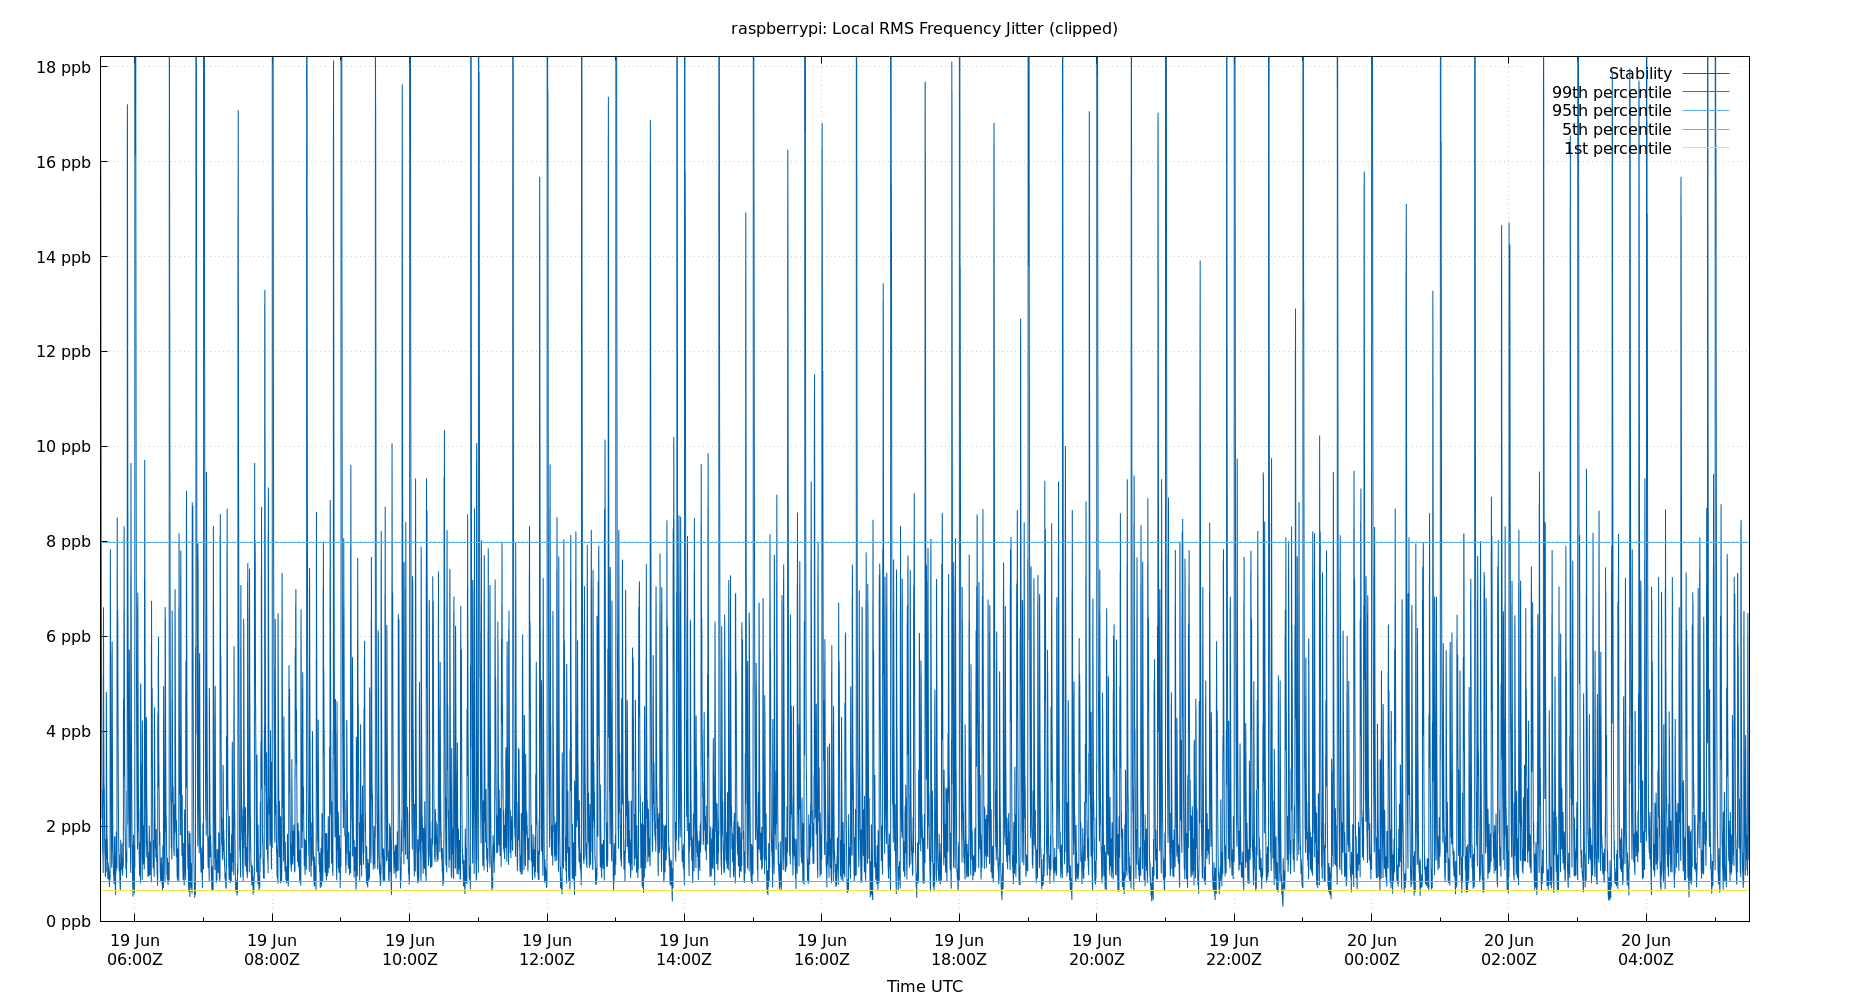 raspberrypi: Local RMS Frequency Jitter (clipped)
18 ppb
16 ppb
14 ppb
12 ppb
10 ppb
8 ppb
6 ppb
4 ppb
2 ppb
0 ppb
Stability
99th percentile
95th percentile
5th percentile
1st percentile
19 Jun 19 Jun 19 Jun 19 Jun 19 Jun 19 Jun 19 Jun 19 Jun 19 Jun 20 Jun 20 Jun 20 Jun
06:00Z 08:00Z 10:00Z 12:00Z 14:00Z 16:00Z 18:00Z 20:00Z 22:00Z 00:00Z 02:00Z 04:00Z
Time UTC